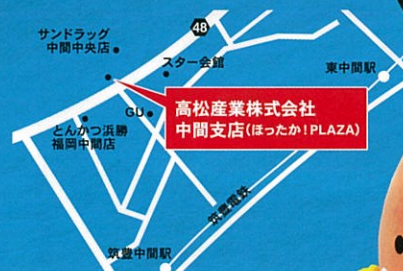 48
サンドラッグ
中間中央店
スター会館
東中間駅
高松産業株式会社
中間支店(ほったか!PLAZA)
GU
とんかつ浜勝
福岡中間店
筑豊電鉄
筑豊中間駅